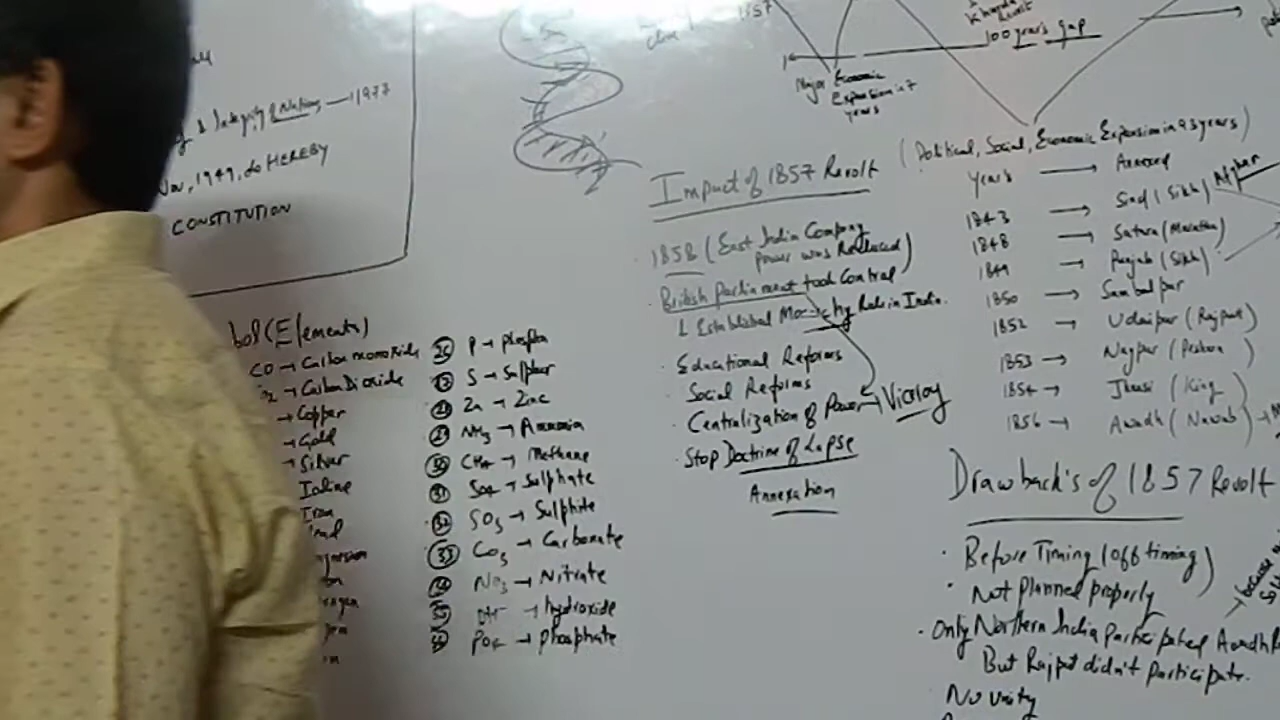 & Integrity of Nations — 1977
Nov, 1949, do HEREBY
CONSTITUTION
bol (Elements)
CO → Carbon monoxide
→ Carbon Dioxide
→ Copper
→ Gold
→ Silver
Iodine
Iron
P → phosphon
S → Sulphur
Zn → Zinc
NH3 → Ammonia
CH4 → Methane
SO4 → Sulphate
SO3 → Sulphite
33 CO3 → Carbonate
NO3 → Nitrate
OH- → hydroxide
PO4 → phosphate
1857
100 years gap
Major Economic
Expansion in 7
years
Impact of 1857 Revolt
1858 (East India Company
power was Reduced)
· British Parliament took Control
L Established Monarchy Rule in India.
· Educational Reforms
Social Reforms
· Centralization of Power → Viceroy
· Stop Doctrine of Lapse
Annexation
(Political, Social, Economic Expansion in 93 years)
Years → Annexed
1843 → Sind (Sikh) Afghan
1848 → Satara (Maratha)
1849 → Punjab (Sikh)
1850 → Sambalpur
1852 → Udaipur (Rajput)
1853 → Nagpur (Peshwa)
1854 → Jhansi (King)
1856 → Awadh (Nawab) →
Drawback's of 1857 Revolt
· Before Timing (off timing)
· Not Planned properly
· Only Northern India participated Awadh
But Rajput didn't Participate.
No unity